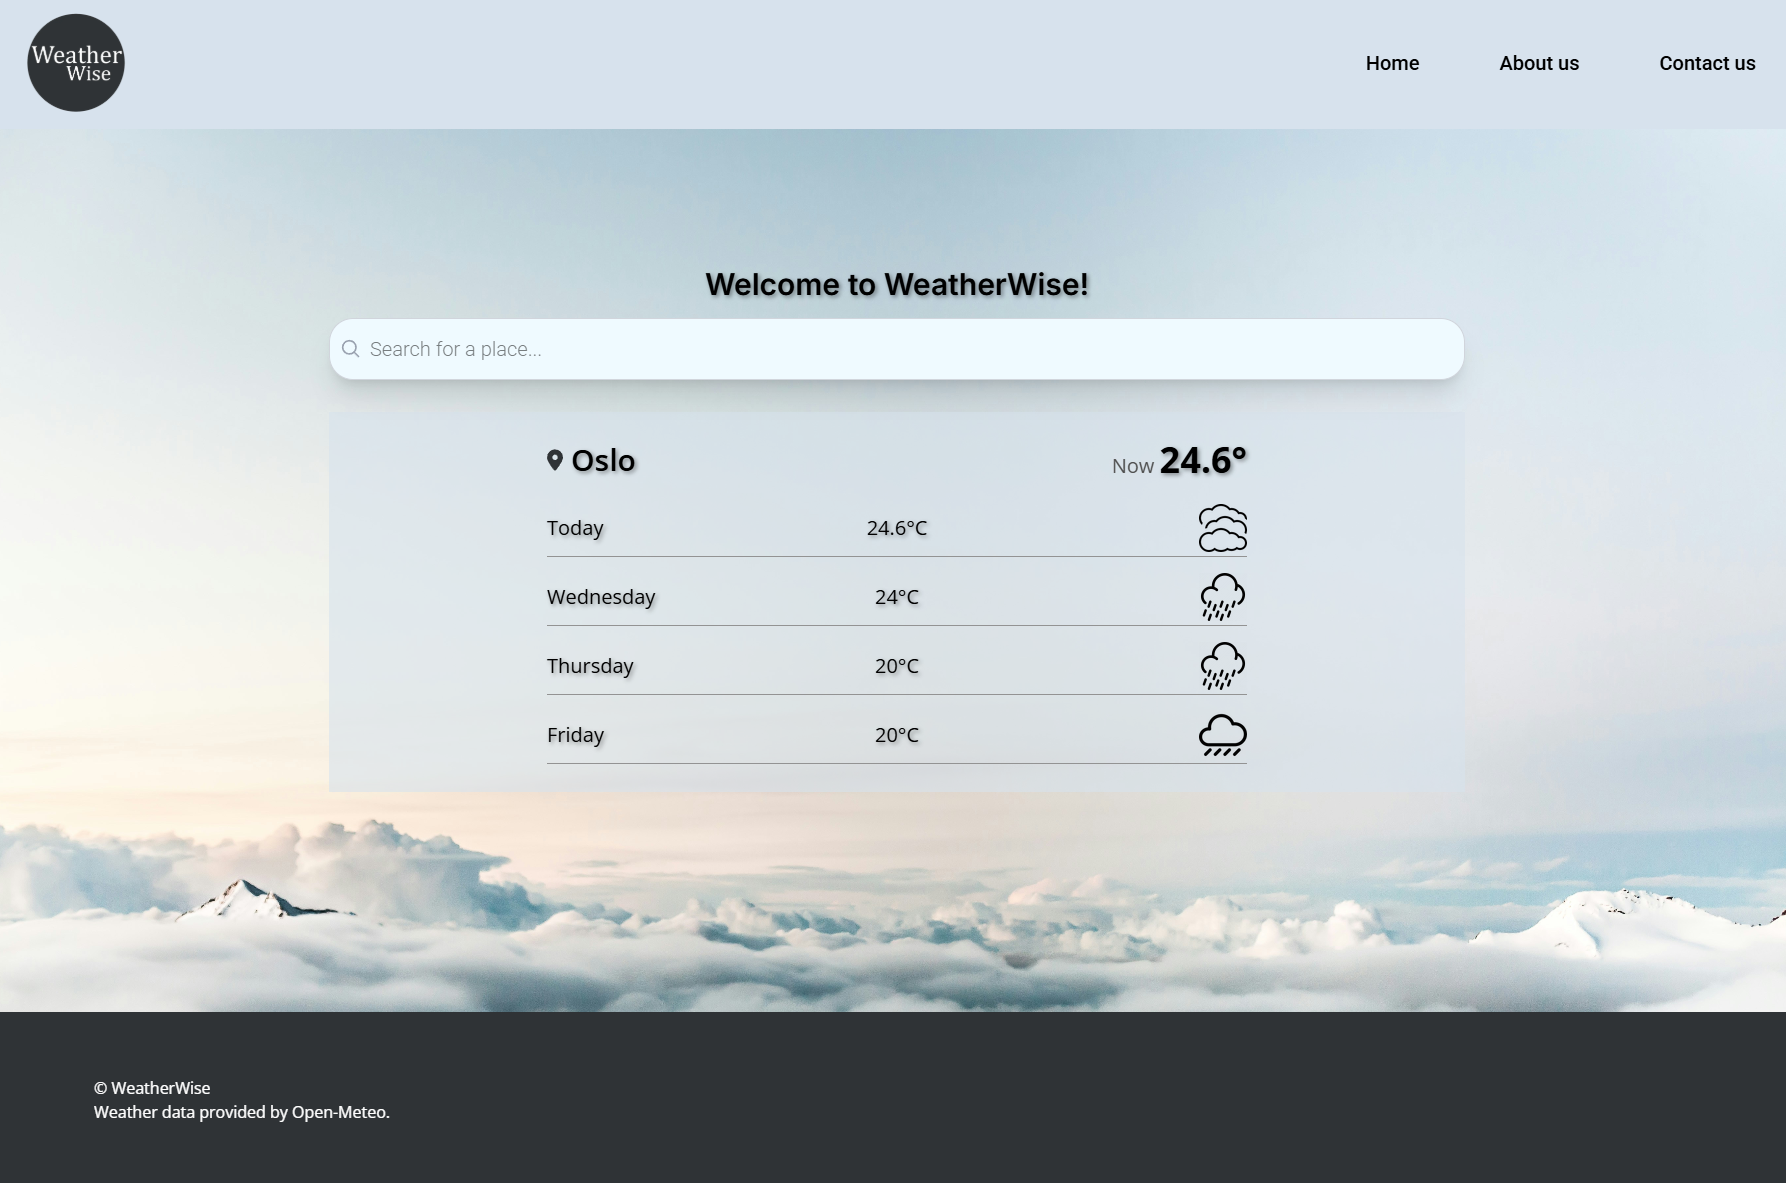 Weather
Wise
Home
About us
Contact us
Welcome to WeatherWise!
Search for a place...
Oslo
Now 24.6°
Today 24.6°C
Wednesday 24°C
Thursday 20°C
Friday 20°C
© WeatherWise
Weather data provided by Open-Meteo.